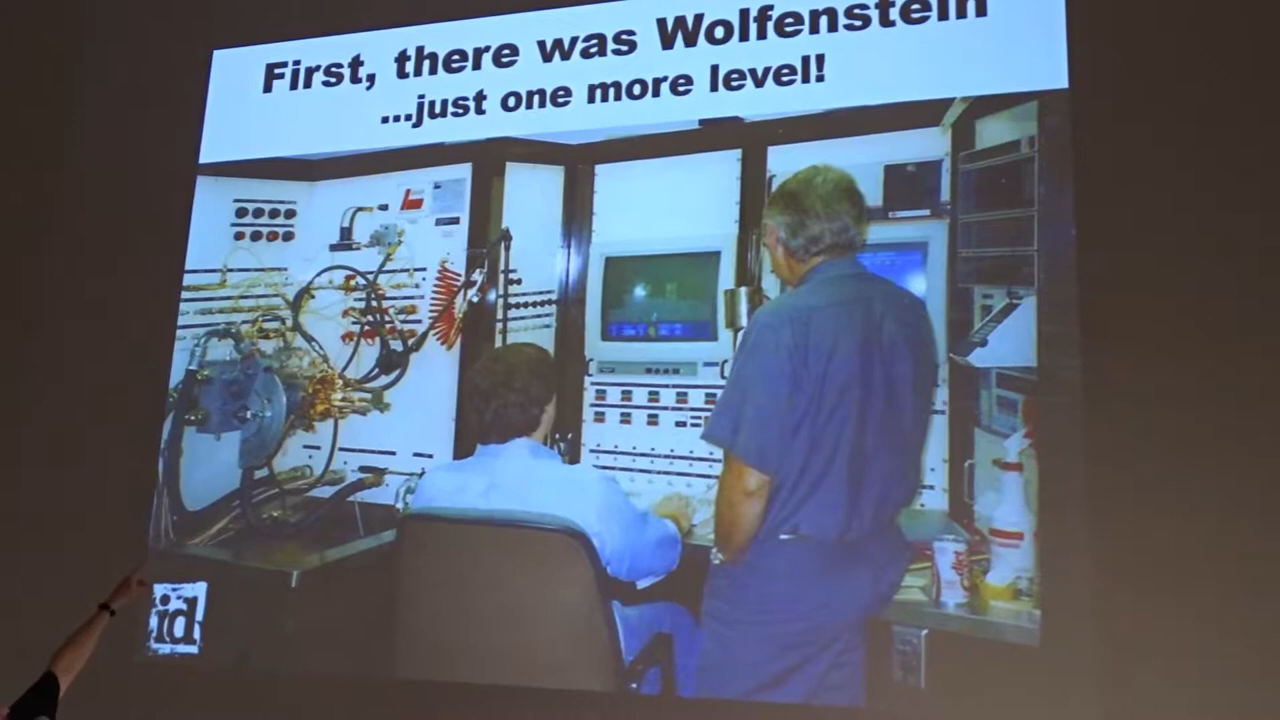 First, there was Wolfenstein
...just one more level!
id